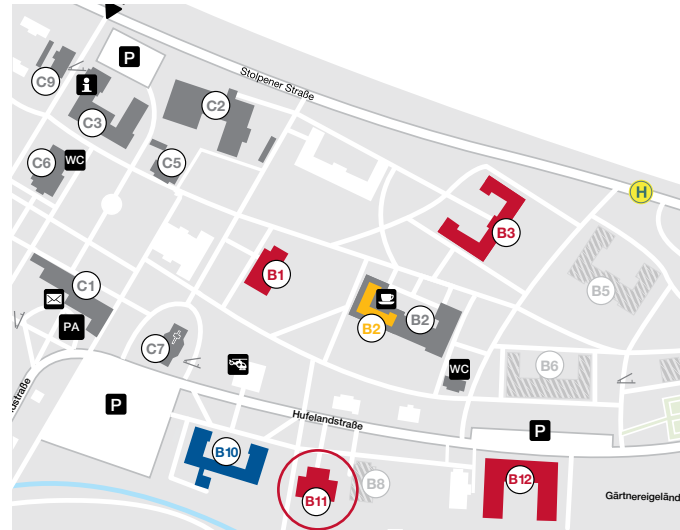 P
Stolpener Straße
C9
C2
C3
C6
WC
C5
H
B3
B1
C1
B5
PA
C7
B2
B2
WC
B6
P
Hufelandstraße
P
B10
B8
B11
B12
Gärtnereigeländ